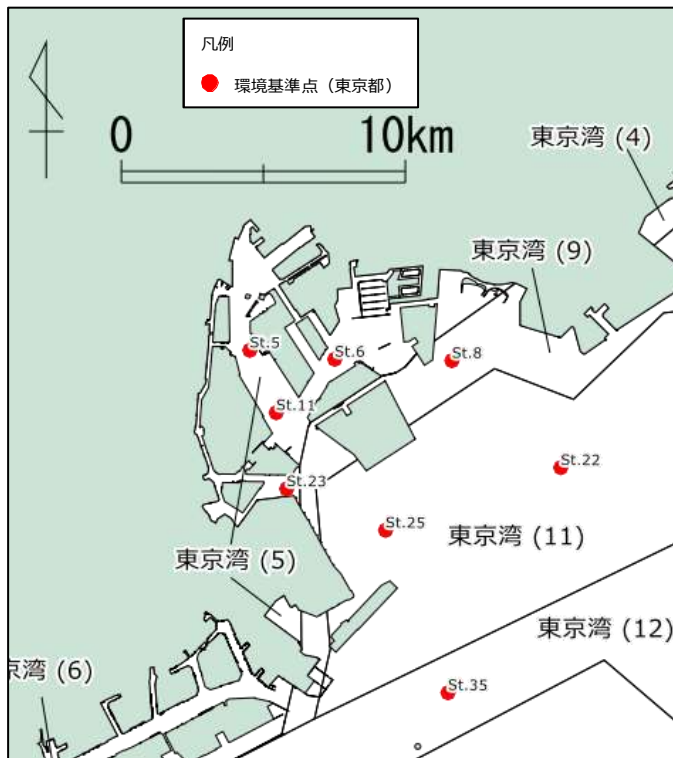 凡例
環境基準点（東京都）
0 10km
東京湾 (4)
東京湾 (9)
St.5
St.6
St.8
St.11
St.22
St.23
St.25
東京湾 (11)
東京湾 (5)
東京湾 (12)
京湾 (6)
St.35